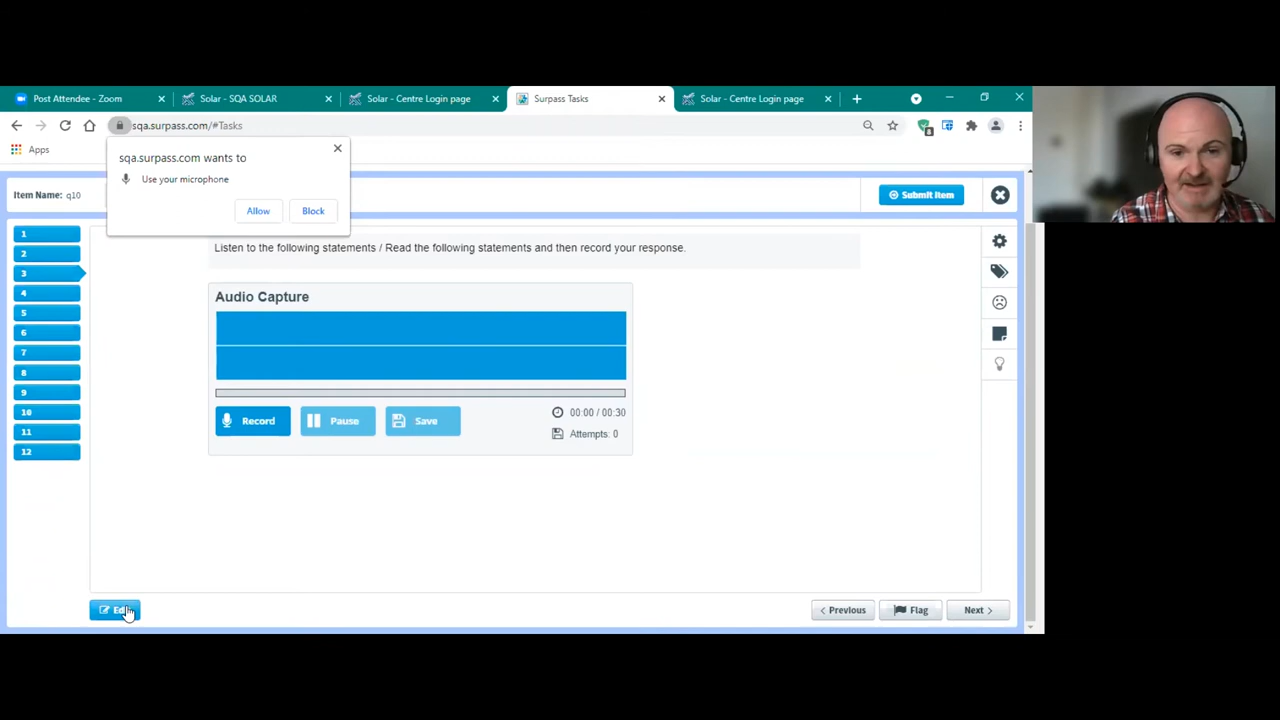 Post Attendee - Zoom
Solar - SQA SOLAR
Solar - Centre Login page
Surpass Tasks
Solar - Centre Login page
sqa.surpass.com/#Tasks
Apps
sqa.surpass.com wants to
Use your microphone
Allow
Block
Item Name: q10
Submit Item
1
2
3
4
5
6
7
8
9
10
11
12
Listen to the following statements / Read the following statements and then record your response.
Audio Capture
Record
Pause
Save
00:00 / 00:30
Attempts: 0
Previous
Flag
Next